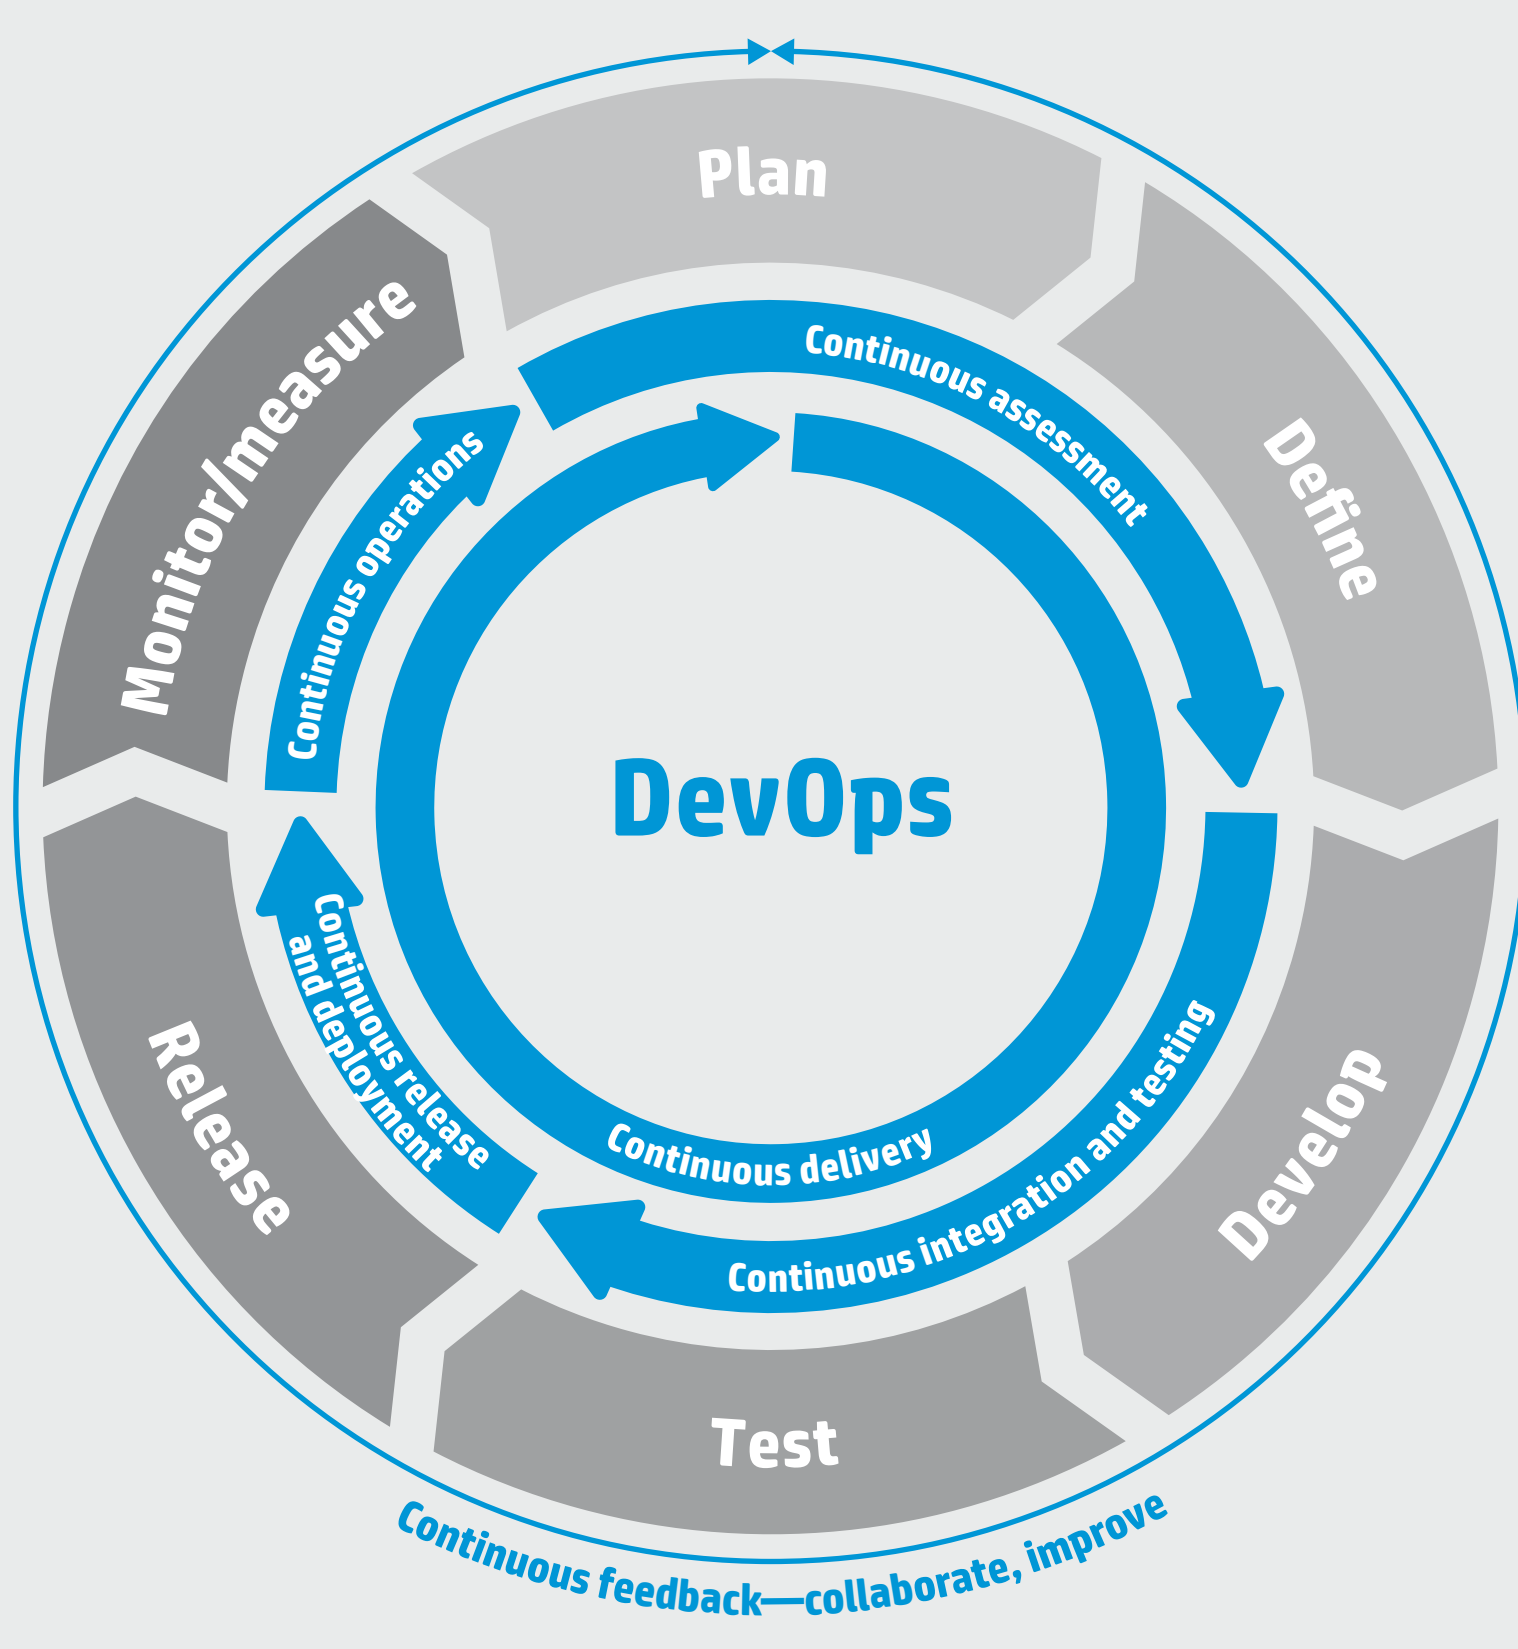 Plan
Define
Develop
Test
Release
Monitor/measure
Continuous assessment
Continuous integration and testing
Continuous release
and deployment
Continuous operations
Continuous delivery
DevOps
Continuous feedback—collaborate, improve